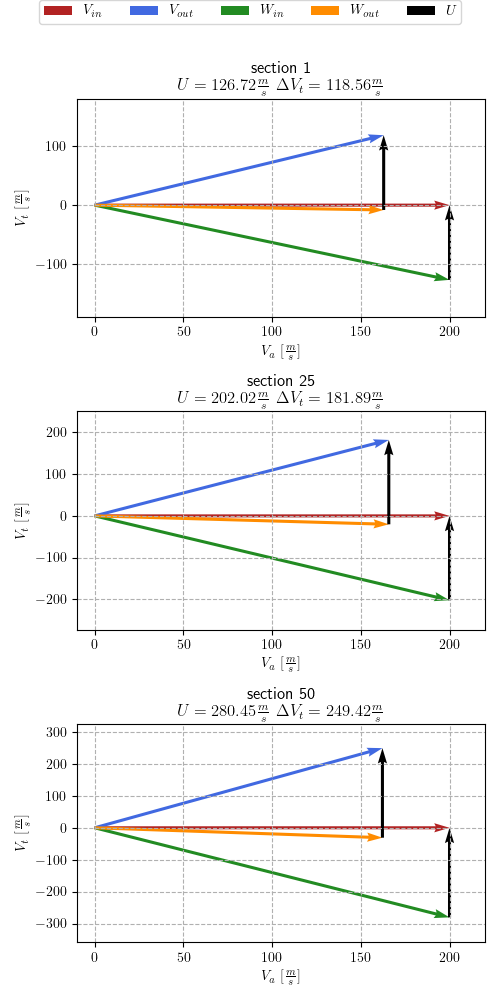 V_in V_out W_in W_out U
section 1
U = 126.72 m/s ΔV_t = 118.56 m/s
100
0
−100
V_t [m/s]
0 50 100 150 200
V_a [m/s]
section 25
U = 202.02 m/s ΔV_t = 181.89 m/s
200
100
0
−100
−200
V_t [m/s]
0 50 100 150 200
V_a [m/s]
section 50
U = 280.45 m/s ΔV_t = 249.42 m/s
300
200
100
0
−100
−200
−300
V_t [m/s]
0 50 100 150 200
V_a [m/s]